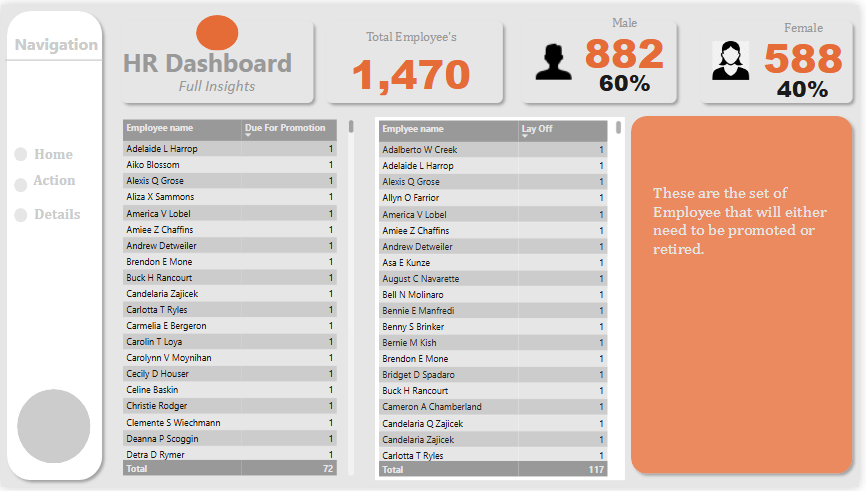 Navigation
HR Dashboard
Full Insights
Total Employee's
1,470
Male
882
60%
Female
588
40%
Home
Action
Details
Employee name Due For Promotion
Adelaide L Harrop 1
Aiko Blossom 1
Alexis Q Grose 1
Aliza X Sammons 1
America V Lobel 1
Amiee Z Chaffins 1
Andrew Detweiler 1
Brendon E Mone 1
Buck H Rancourt 1
Candelaria Zajicek 1
Carlotta T Ryles 1
Carmelia E Bergeron 1
Carolin T Loya 1
Carolynn V Moynihan 1
Cecily D Houser 1
Celine Baskin 1
Christie Rodger 1
Clemente S Wiechmann 1
Deanna P Scoggin 1
Detra D Rymer 1
Total 72
Emplyee name Lay Off
Adalberto W Creek 1
Adelaide L Harrop 1
Alexis Q Grose 1
Allyn O Farrior 1
America V Lobel 1
Amiee Z Chaffins 1
Andrew Detweiler 1
Asa E Kunze 1
August C Navarette 1
Bell N Molinaro 1
Bennie E Manfredi 1
Benny S Brinker 1
Bernie M Kish 1
Brendon E Mone 1
Bridget D Spadaro 1
Buck H Rancourt 1
Cameron A Chamberland 1
Candelaria Q Zajicek 1
Candelaria Zajicek 1
Carlotta T Ryles 1
Total 117
These are the set of
Employee that will either
need to be promoted or
retired.